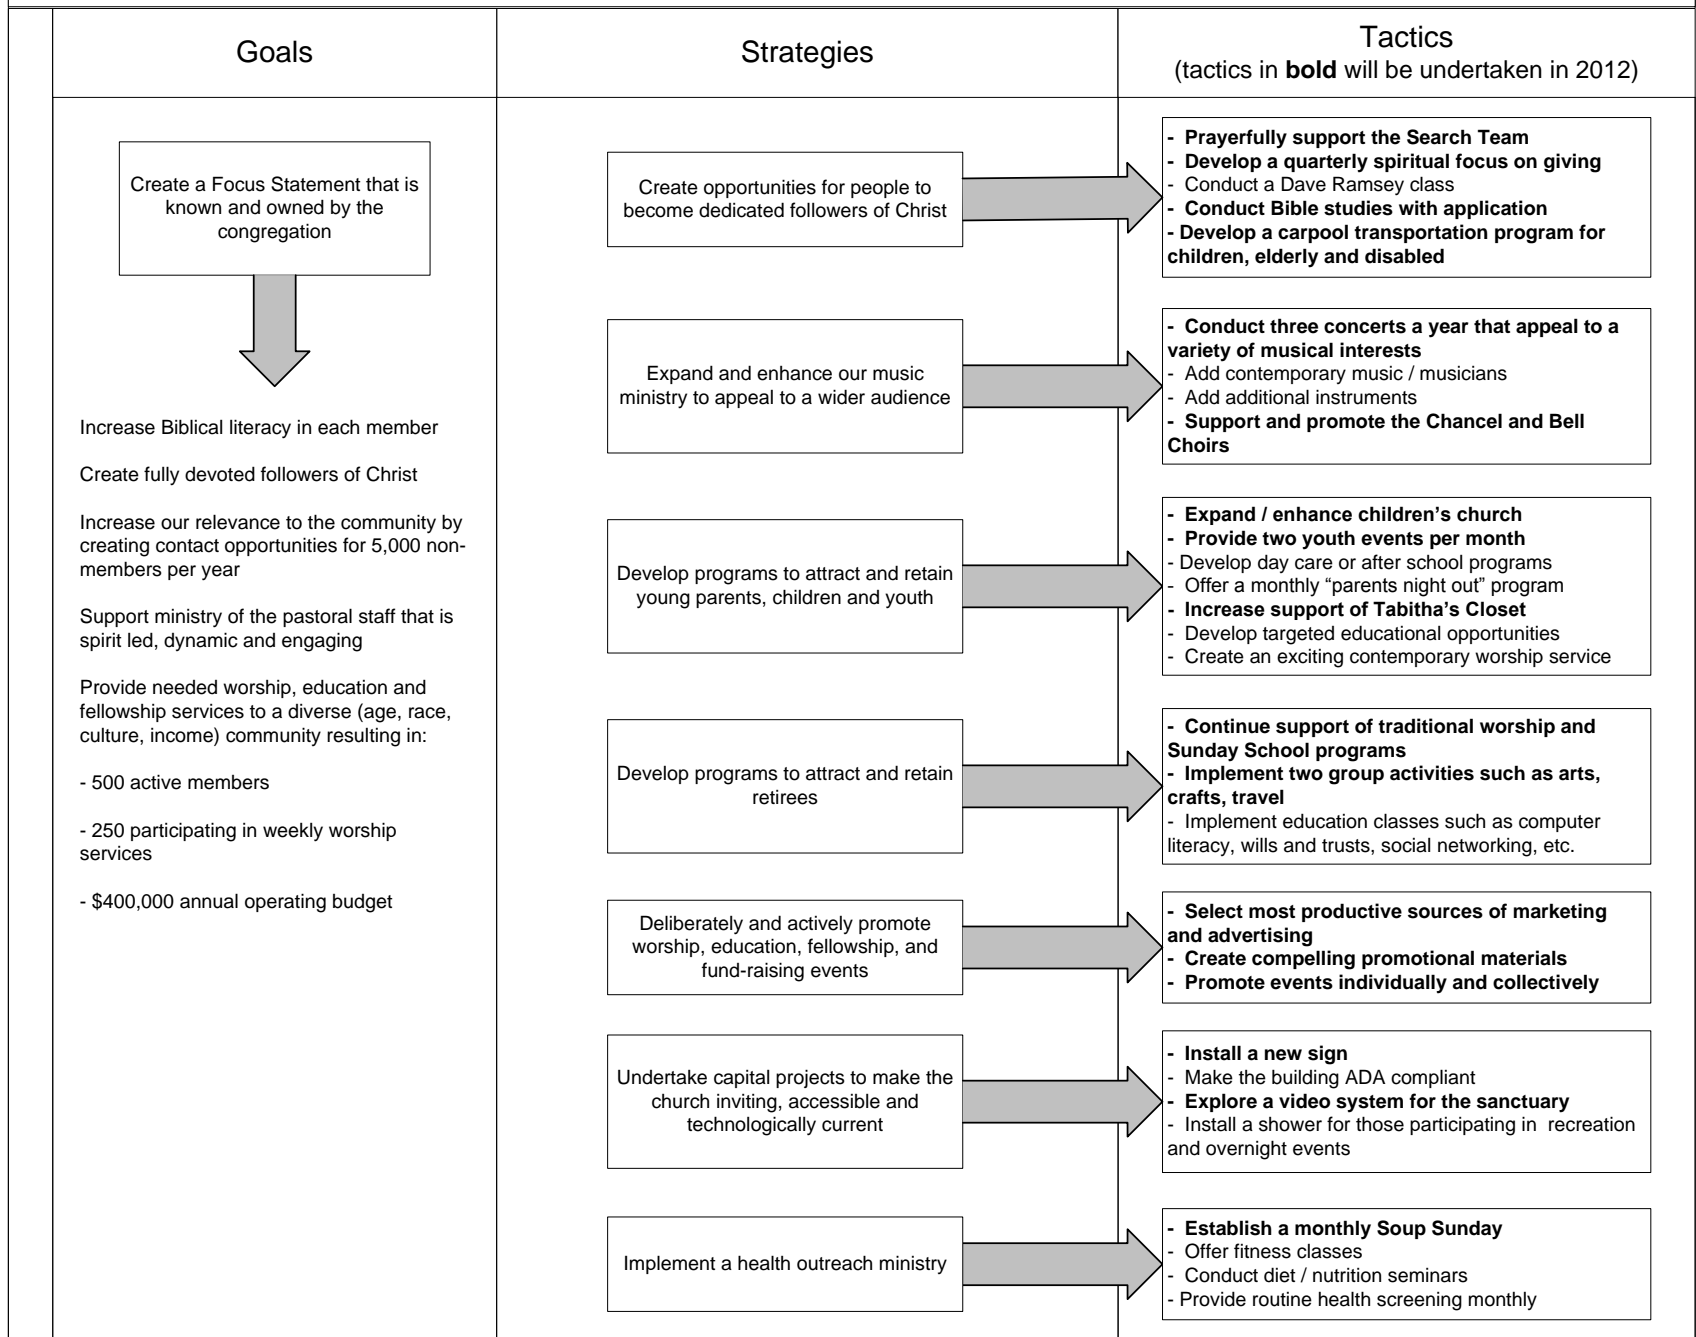 Goals
Strategies
Tactics
(tactics in bold will be undertaken in 2012)
Create a Focus Statement that is
known and owned by the
congregation
Increase Biblical literacy in each member
Create fully devoted followers of Christ
Increase our relevance to the community by
creating contact opportunities for 5,000 non-
members per year
Support ministry of the pastoral staff that is
spirit led, dynamic and engaging
Provide needed worship, education and
fellowship services to a diverse (age, race,
culture, income) community resulting in:
- 500 active members
- 250 participating in weekly worship
services
- $400,000 annual operating budget
Create opportunities for people to
become dedicated followers of Christ
- Prayerfully support the Search Team
- Develop a quarterly spiritual focus on giving
- Conduct a Dave Ramsey class
- Conduct Bible studies with application
- Develop a carpool transportation program for
children, elderly and disabled
Expand and enhance our music
ministry to appeal to a wider audience
- Conduct three concerts a year that appeal to a
variety of musical interests
- Add contemporary music / musicians
- Add additional instruments
- Support and promote the Chancel and Bell
Choirs
Develop programs to attract and retain
young parents, children and youth
- Expand / enhance children’s church
- Provide two youth events per month
- Develop day care or after school programs
- Offer a monthly “parents night out” program
- Increase support of Tabitha’s Closet
- Develop targeted educational opportunities
- Create an exciting contemporary worship service
Develop programs to attract and retain
retirees
- Continue support of traditional worship and
Sunday School programs
- Implement two group activities such as arts,
crafts, travel
- Implement education classes such as computer
literacy, wills and trusts, social networking, etc.
Deliberately and actively promote
worship, education, fellowship, and
fund-raising events
- Select most productive sources of marketing
and advertising
- Create compelling promotional materials
- Promote events individually and collectively
Undertake capital projects to make the
church inviting, accessible and
technologically current
- Install a new sign
- Make the building ADA compliant
- Explore a video system for the sanctuary
- Install a shower for those participating in recreation
and overnight events
Implement a health outreach ministry
- Establish a monthly Soup Sunday
- Offer fitness classes
- Conduct diet / nutrition seminars
- Provide routine health screening monthly